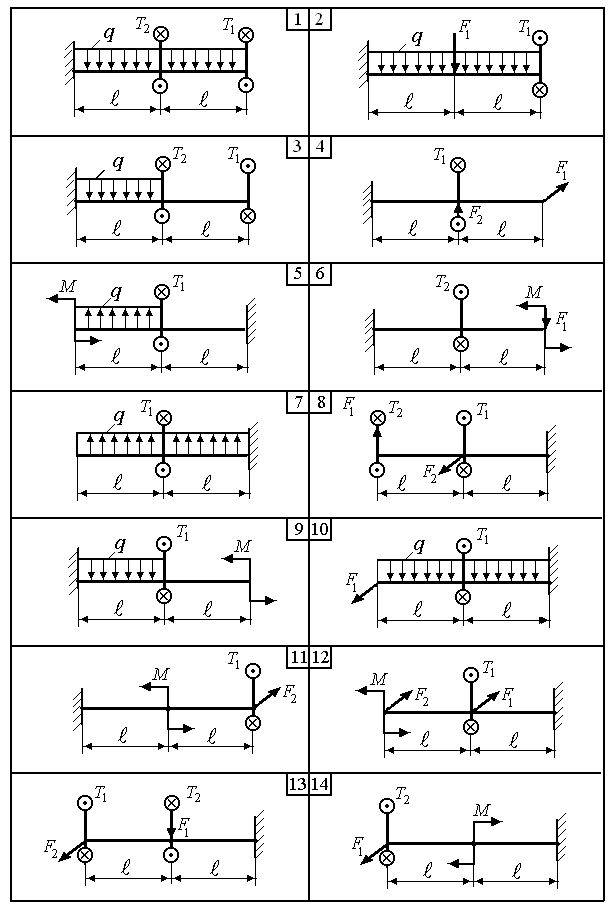 1 2
q T₂ T₁
ℓ ℓ
q F₁ T₁
ℓ ℓ
3 4
q T₂ T₁
ℓ ℓ
T₁ F₂ F₁
ℓ ℓ
5 6
M q T₁
ℓ ℓ
T₂ M F₁
ℓ ℓ
7 8
q T₁
ℓ ℓ
F₁ T₂ F₂ T₁
ℓ ℓ
9 10
q T₁ M
ℓ ℓ
F₁ q T₁
ℓ ℓ
11 12
M T₁ F₂
ℓ ℓ
M F₂ T₁ F₁
ℓ ℓ
13 14
F₂ T₁ T₂ F₁
ℓ ℓ
F₁ T₂ M
ℓ ℓ